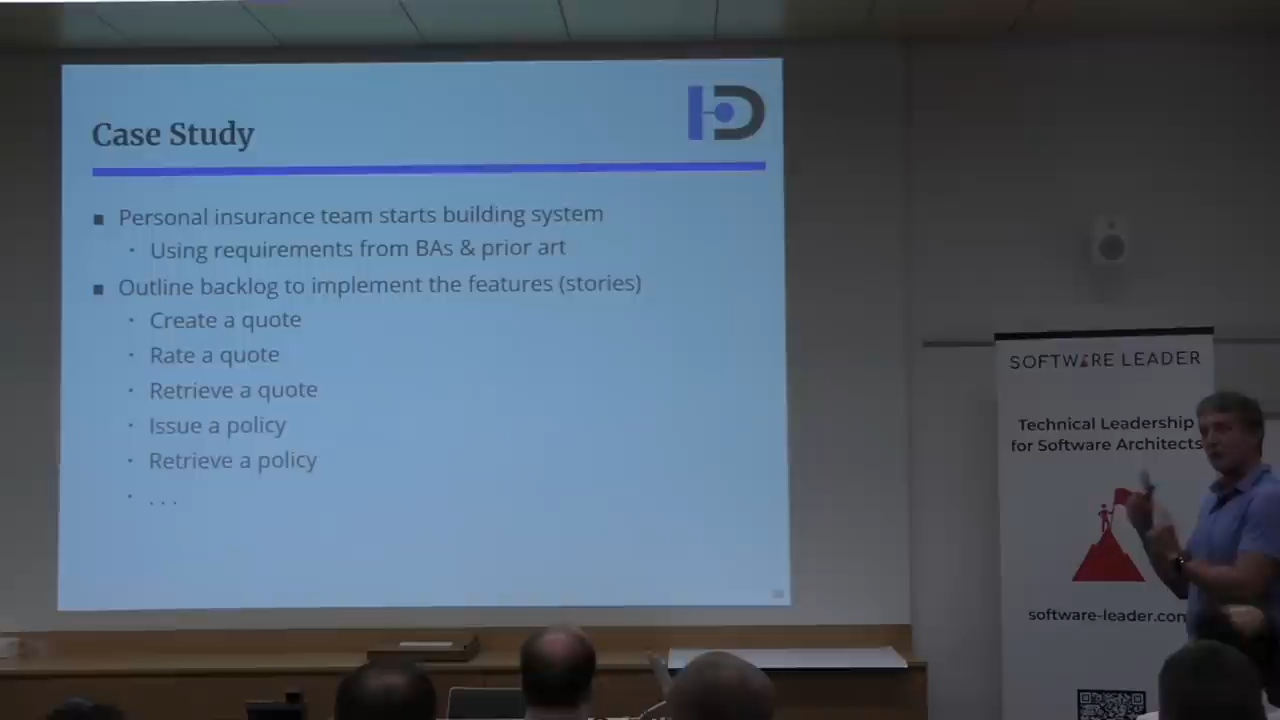 Case Study
Personal insurance team starts building system
Using requirements from BAs & prior art
Outline backlog to implement the features (stories)
Create a quote
Rate a quote
Retrieve a quote
Issue a policy
Retrieve a policy
. . .
SOFTWARE LEADER
Technical Leadership
for Software Architects
software-leader.com